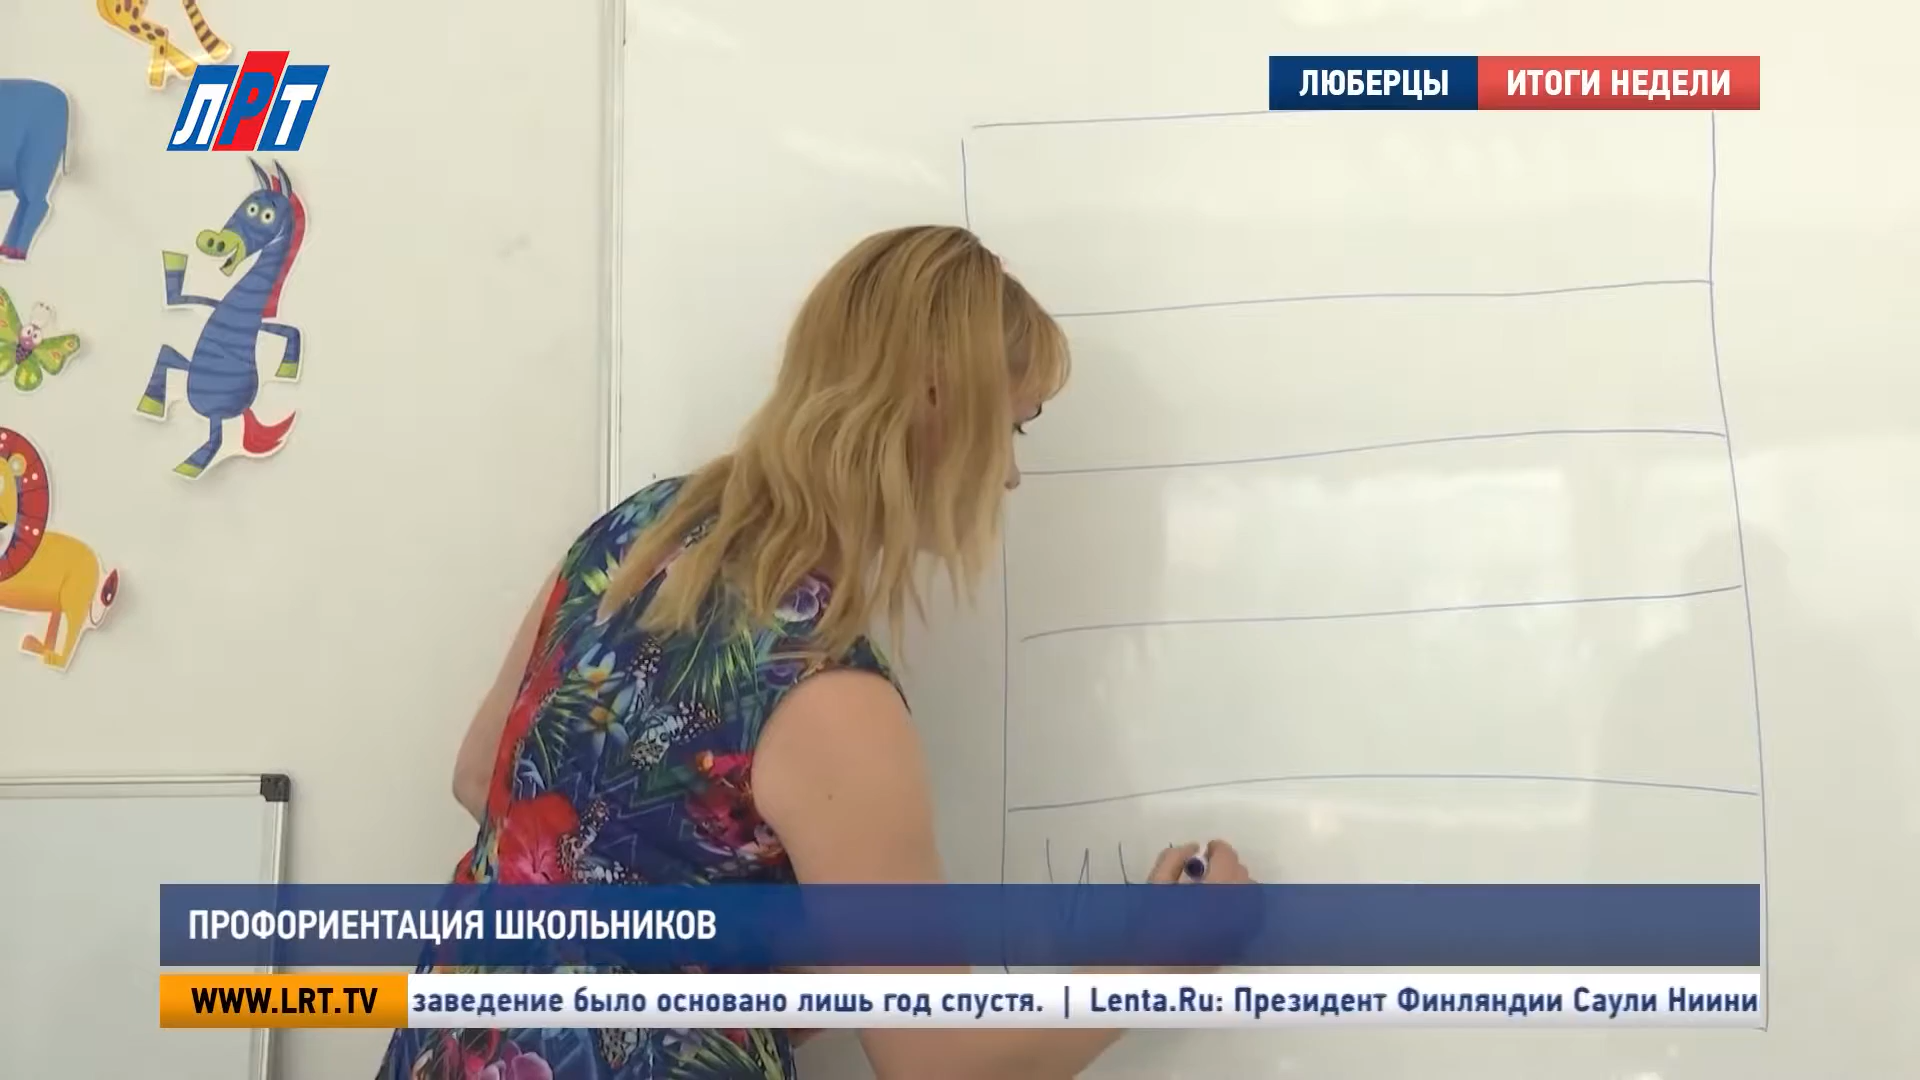 ЛРТ
ЛЮБЕРЦЫ ИТОГИ НЕДЕЛИ
ПРОФОРИЕНТАЦИЯ ШКОЛЬНИКОВ
WWW.LRT.TV заведение было основано лишь год спустя. | Lenta.Ru: Президент Финляндии Саули Ниини